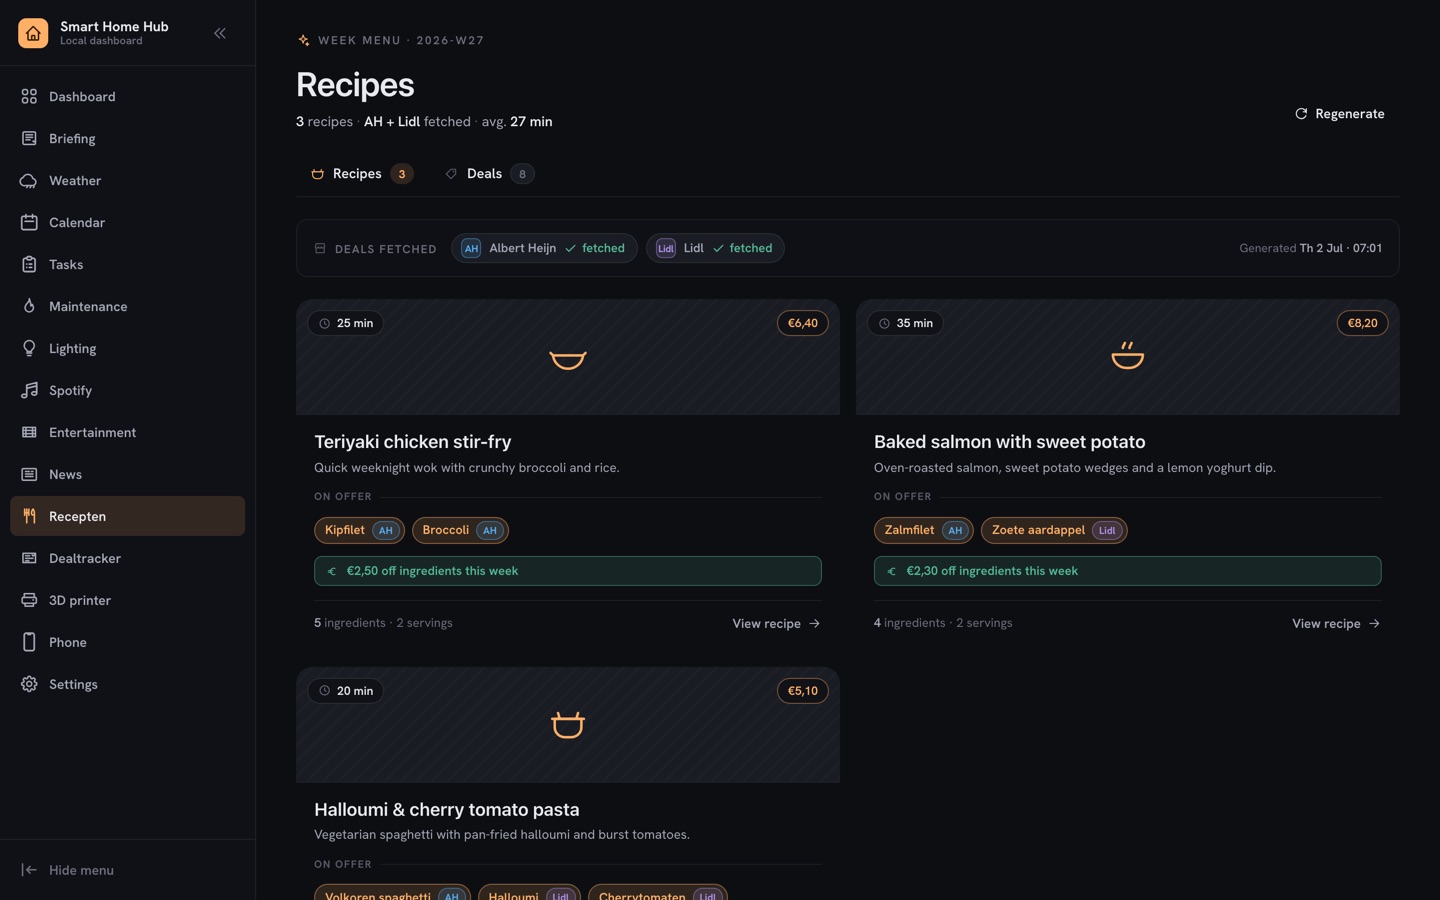 Smart Home Hub
Local dashboard
Dashboard
Briefing
Weather
Calendar
Tasks
Maintenance
Lighting
Spotify
Entertainment
News
Recepten
Dealtracker
3D printer
Phone
Settings
Hide menu
WEEK MENU · 2026-W27
Recipes
3 recipes · AH + Lidl fetched · avg. 27 min
Regenerate
Recipes 3
Deals 8
DEALS FETCHED
AH Albert Heijn ✓ fetched
Lidl Lidl ✓ fetched
Generated Th 2 Jul · 07:01
25 min
€6,40
Teriyaki chicken stir-fry
Quick weeknight wok with crunchy broccoli and rice.
ON OFFER
Kipfilet AH
Broccoli AH
€ €2,50 off ingredients this week
5 ingredients · 2 servings
View recipe →
35 min
€8,20
Baked salmon with sweet potato
Oven-roasted salmon, sweet potato wedges and a lemon yoghurt dip.
ON OFFER
Zalmfilet AH
Zoete aardappel Lidl
€ €2,30 off ingredients this week
4 ingredients · 2 servings
View recipe →
20 min
€5,10
Halloumi & cherry tomato pasta
Vegetarian spaghetti with pan-fried halloumi and burst tomatoes.
ON OFFER
Volkoren spaghetti AH
Halloumi Lidl
Cherrytomaten Lidl